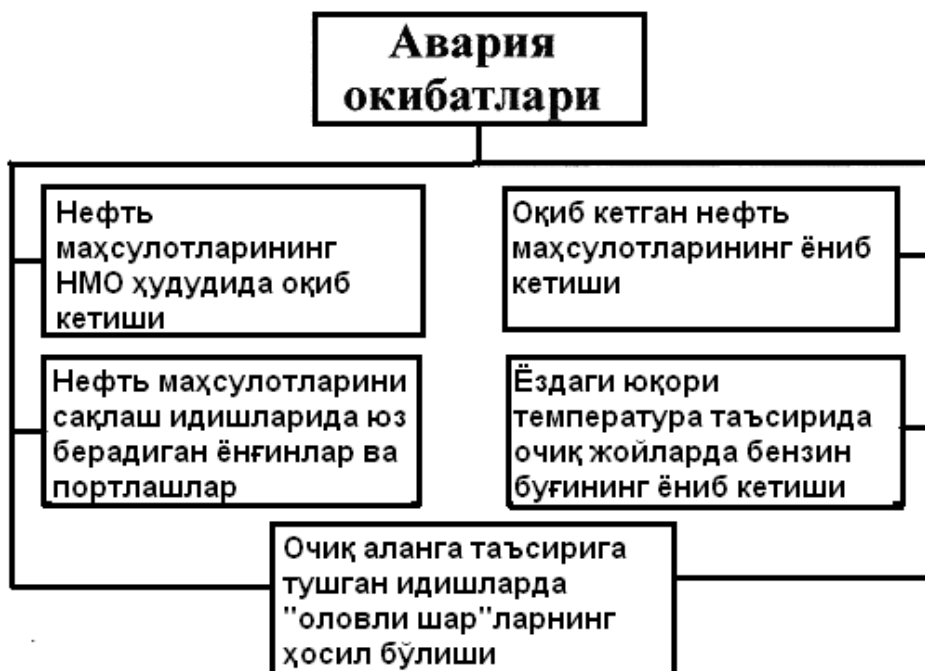 Авария
окибатлари
Нефть
маҳсулотларининг
НМО ҳудудида оқиб
кетиши
Оқиб кетган нефть
маҳсулотларининг ёниб
кетиши
Нефть маҳсулотларини
сақлаш идишларида юз
берадиган ёнғинлар ва
портлашлар
Ёздаги юқори
температура таъсирида
очиқ жойларда бензин
буғининг ёниб кетиши
Очиқ аланга таъсирига
тушган идишларда
"оловли шар"ларнинг
ҳосил бўлиши